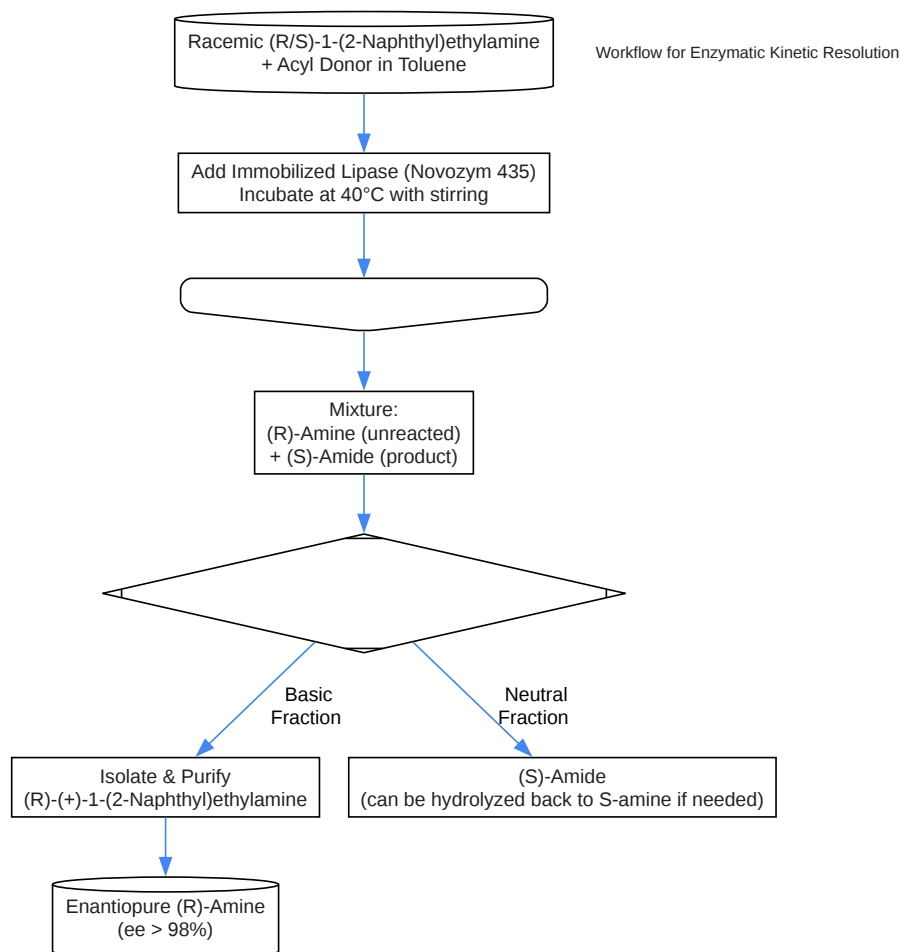 Racemic (R/S)-1-(2-Naphthyl)ethylamine
+ Acyl Donor in Toluene
Workflow for Enzymatic Kinetic Resolution
Add Immobilized Lipase (Novozym 435)
Incubate at 40°C with stirring
Mixture:
(R)-Amine (unreacted)
+ (S)-Amide (product)
Basic
Fraction
Neutral
Fraction
Isolate & Purify
(R)-(+)-1-(2-Naphthyl)ethylamine
(S)-Amide
(can be hydrolyzed back to S-amine if needed)
Enantiopure (R)-Amine
(ee > 98%)